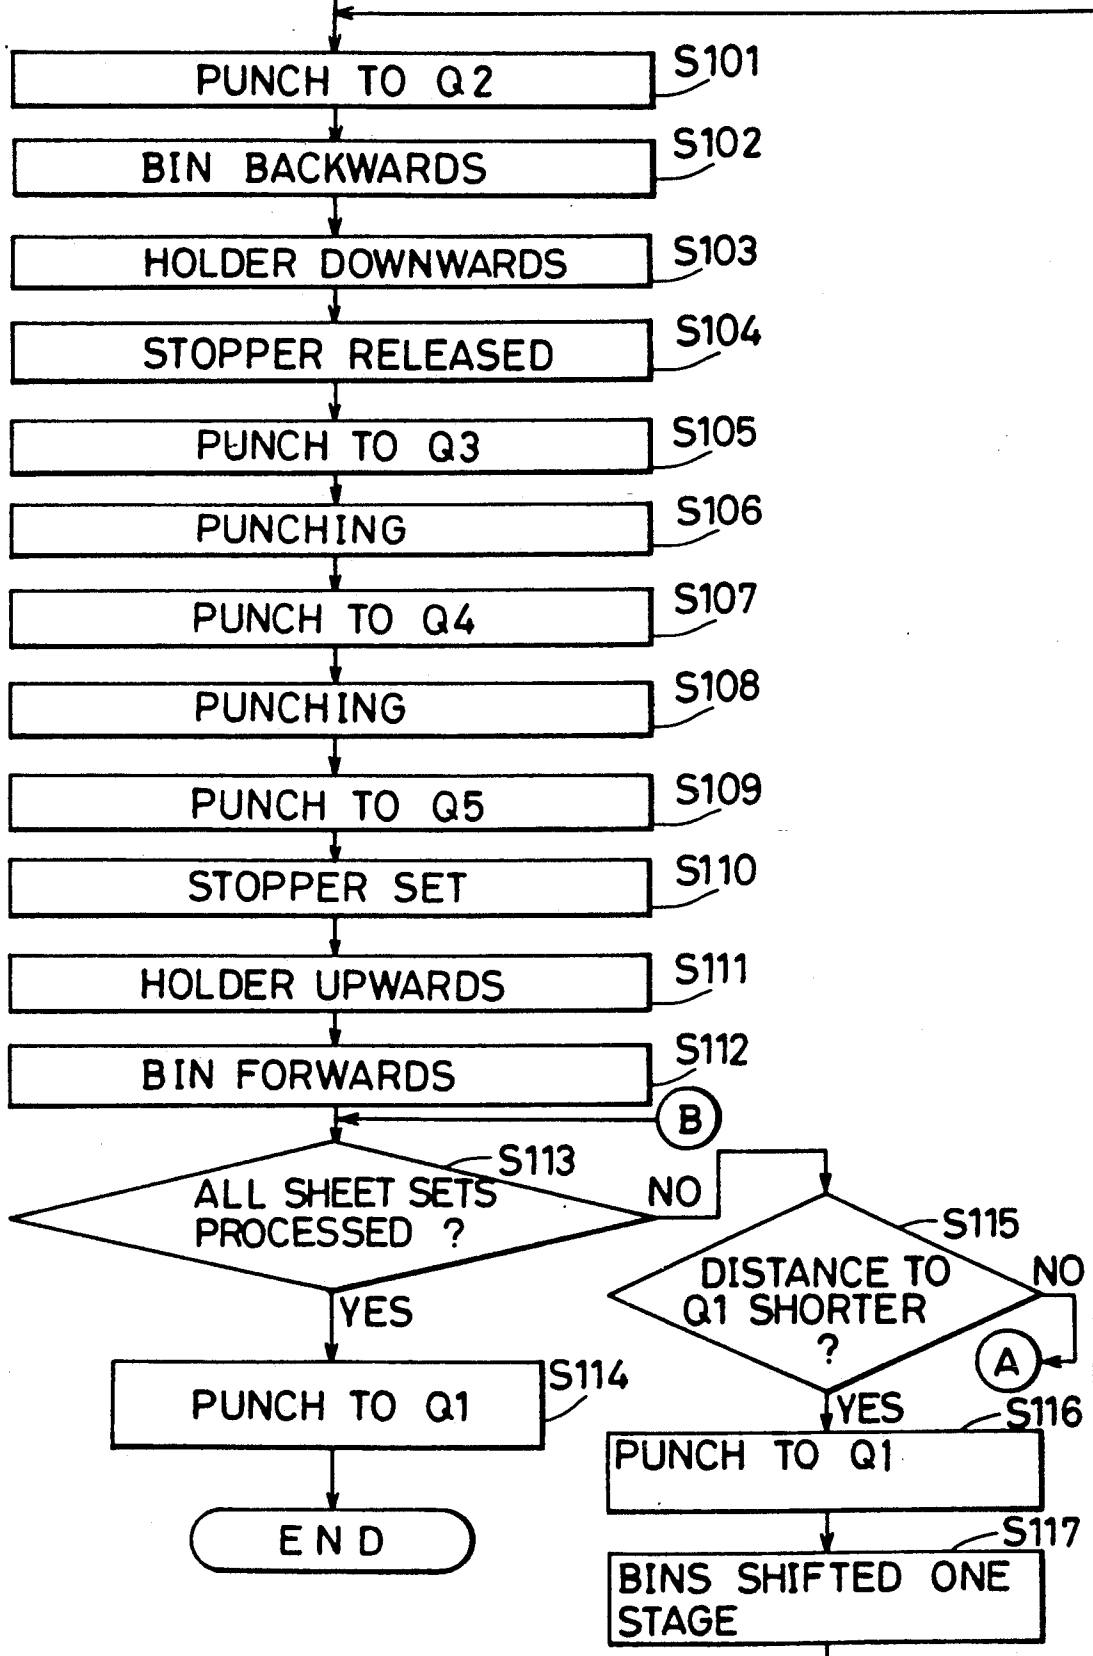 PUNCH TO Q2
S101
BIN BACKWARDS
S102
HOLDER DOWNWARDS
S103
STOPPER RELEASED
S104
PUNCH TO Q3
S105
PUNCHING
S106
PUNCH TO Q4
S107
PUNCHING
S108
PUNCH TO Q5
S109
STOPPER SET
S110
HOLDER UPWARDS
S111
BIN FORWARDS
S112
B
S113
ALL SHEET SETS
PROCESSED ?
NO
YES
S115
DISTANCE TO
Q1 SHORTER
?
NO
A
YES
PUNCH TO Q1
S114
END
S116
PUNCH TO Q1
S117
BINS SHIFTED ONE
STAGE